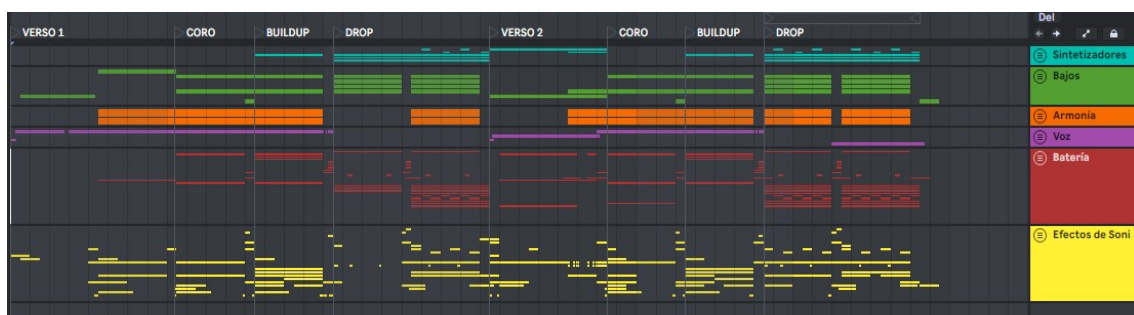 Del
VERSO 1 CORO BUILDUP DROP VERSO 2 CORO BUILDUP DROP
Sintetizadores
Bajos
Armonía
Voz
Batería
Efectos de Soni